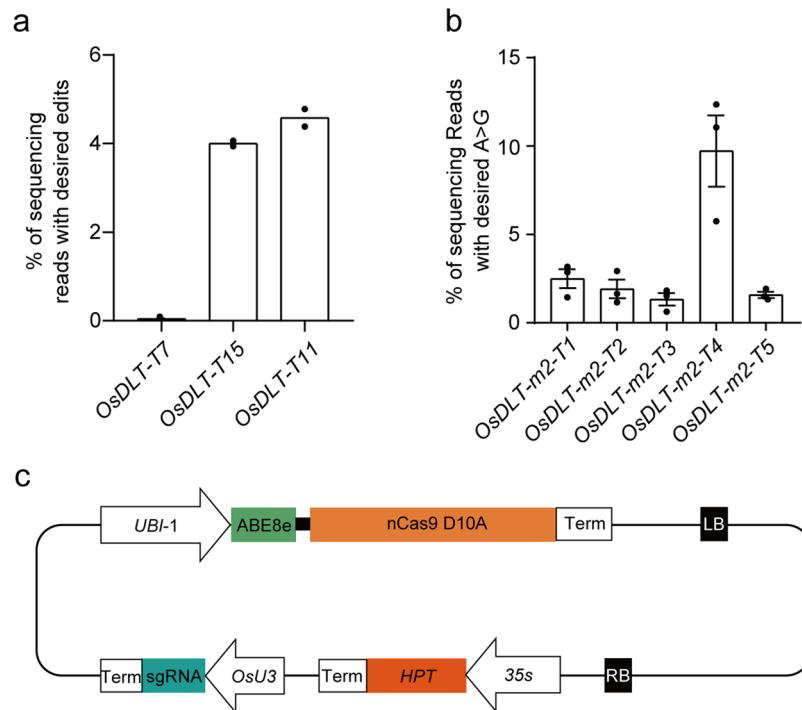 a
% of sequencing
reads with desired edits
6
4
2
0
OsDLT-T7
OsDLT-T15
OsDLT-T11
b
% of sequencing Reads
with desired A>G
15
10
5
0
OsDLT-m2-T1
OsDLT-m2-T2
OsDLT-m2-T3
OsDLT-m2-T4
OsDLT-m2-T5
c
UBI-1
ABE8e
nCas9 D10A
Term
LB
Term
sgRNA
OsU3
Term
HPT
35s
RB